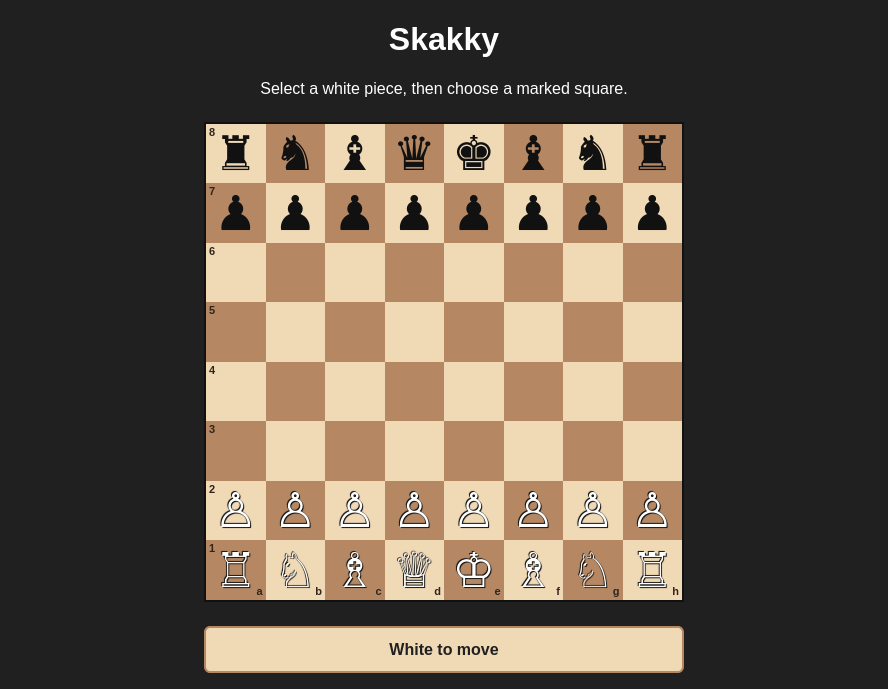 Skakky
Select a white piece, then choose a marked square.
8
7
6
5
4
3
2
1
a b c d e f g h
White to move